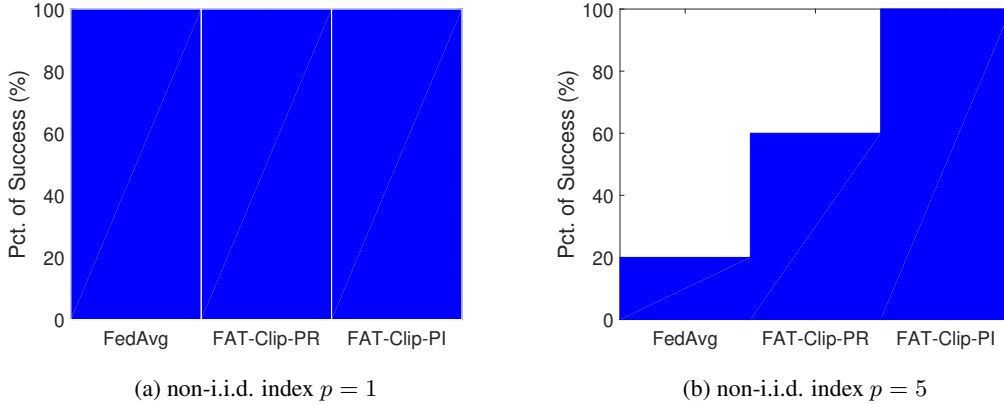 100
80
60
40
20
0
Pct. of Success (%)
FedAvg FAT-Clip-PR FAT-Clip-PI
(a) non-i.i.d. index p = 1
100
80
60
40
20
0
Pct. of Success (%)
FedAvg FAT-Clip-PR FAT-Clip-PI
(b) non-i.i.d. index p = 5